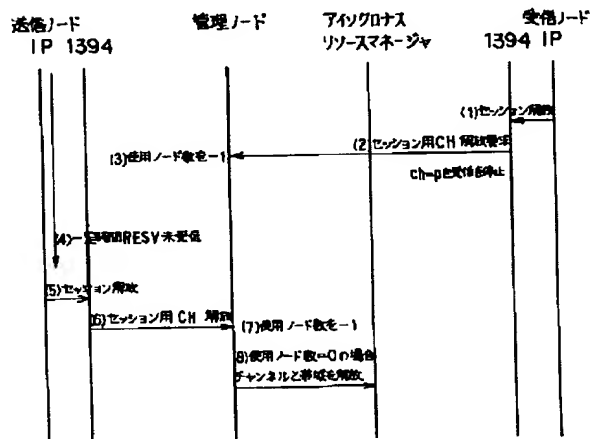 送信ノード
IP 1394
管理ノード
アイソクロナス
リソースマネージャ
受信ノード
1394 IP
(1)セッション解放
(2)セッション用CH 解放要求
(3)使用ノード数を-1
ch=pを受信を停止
(4)一定時間RESV未受信
(5)セッション解放
(6)セッション用CH 解放
(7)使用ノード数を-1
8)使用ノード数=0の場合
チャンネルと帯域を解放